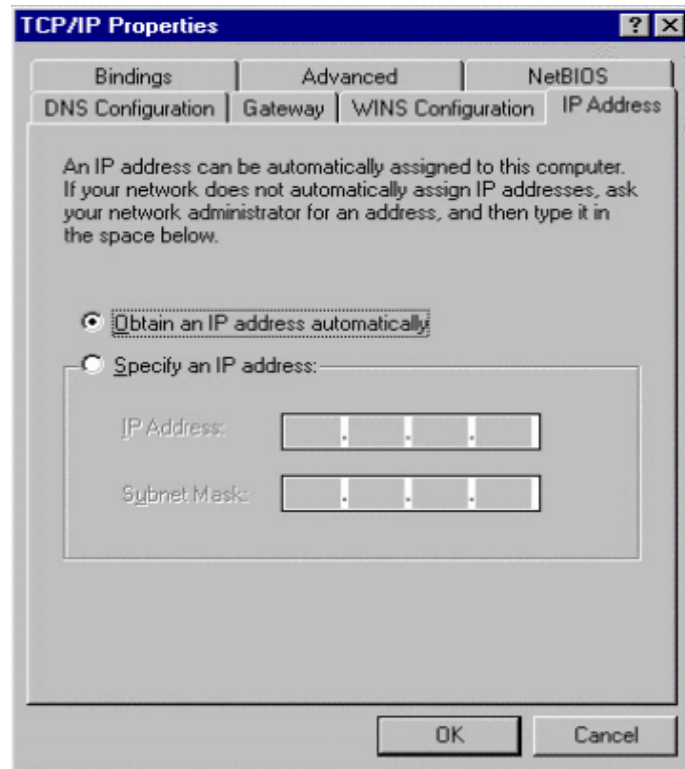 TCP/IP Properties
?
Bindings
Advanced
NetBIOS
DNS Configuration
Gateway
WINS Configuration
IP Address
An IP address can be automatically assigned to this computer.
If your network does not automatically assign IP addresses, ask
your network administrator for an address, and then type it in
the space below.
Obtain an IP address automatically
Specify an IP address:
IP Address:
Subnet Mask:
OK
Cancel